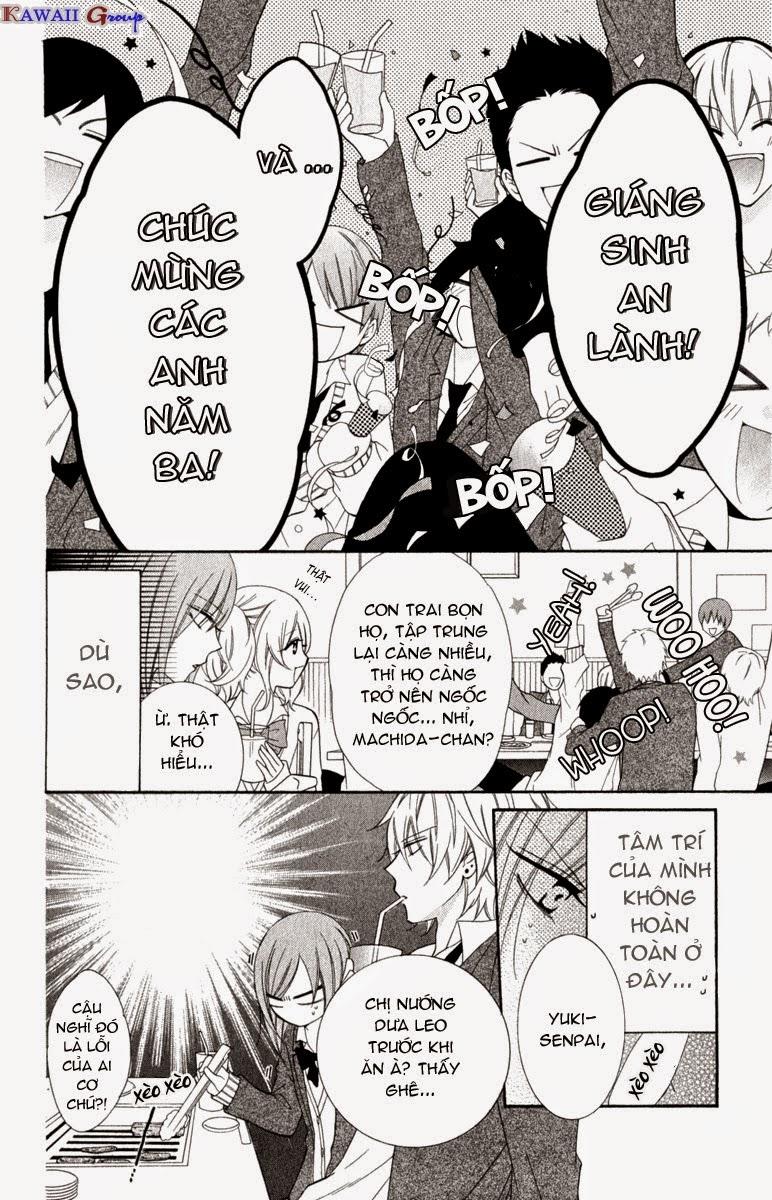 KAWAII Group
BỐP!
GIÁNG
SINH
AN
LÀNH!
VÀ ...
CHÚC
MỪNG
CÁC
ANH
NĂM
BA!
BỐP!
BỐP!
YEAH!
WOO HOO!
WHOOP!
CON TRAI BỌN
HỌ, TẬP TRUNG
LẠI CÀNG NHIỀU,
THÌ HỌ CÀNG
TRỞ NÊN NGỐC
NGỐC... NHỈ,
MACHIDA-CHAN?
THẬT
VUI...
Ừ. THẬT
KHÓ
HIỂU...
DÙ
SAO,
TÂM TRÍ
CỦA MÌNH
KHÔNG
HOÀN
TOÀN Ở
ĐÂY...
YUKI-
SENPAI,
XÈO XÈO
CHỊ NƯỚNG
DƯA LEO
TRƯỚC KHI
ĂN À? THẤY
GHÊ...
XÈO XÈO
CẬU
NGHĨ ĐÓ
LÀ LỖI
CỦA AI
CƠ
CHỨ?!